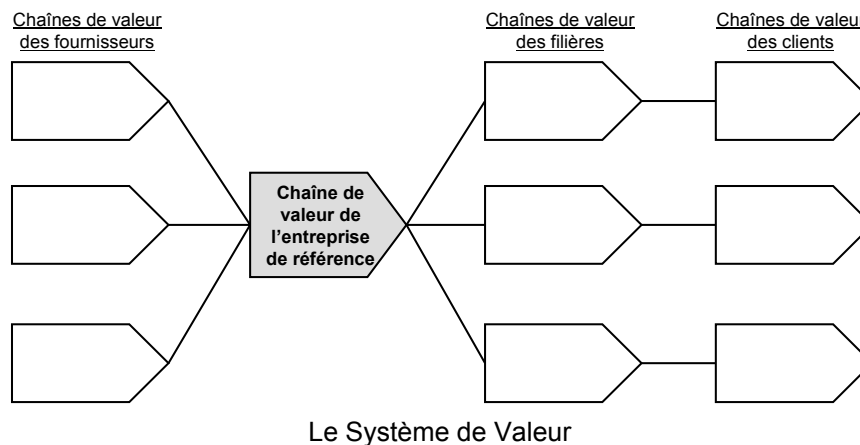 Chaînes de valeur
des fournisseurs
Chaînes de valeur
des filières
Chaînes de valeur
des clients
Chaîne de
valeur de
l’entreprise
de référence
Le Système de Valeur